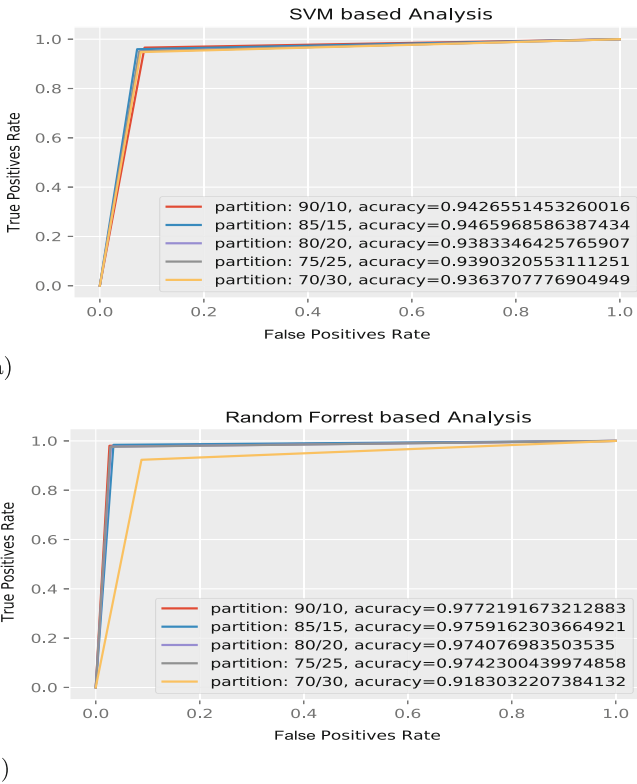 SVM based Analysis
True Positives Rate
1.0
0.8
0.6
0.4
0.2
0.0
partition: 90/10, acuracy=0.9426551453260016
partition: 85/15, acuracy=0.9465968586387434
partition: 80/20, acuracy=0.9383346425765907
partition: 75/25, acuracy=0.9390320553111251
partition: 70/30, acuracy=0.9363707776904949
0.0 0.2 0.4 0.6 0.8 1.0
False Positives Rate
)
Random Forrest based Analysis
True Positives Rate
1.0
0.8
0.6
0.4
0.2
0.0
partition: 90/10, acuracy=0.9772191673212883
partition: 85/15, acuracy=0.9759162303664921
partition: 80/20, acuracy=0.974076983503535
partition: 75/25, acuracy=0.9742300439974858
partition: 70/30, acuracy=0.9183032207384132
0.0 0.2 0.4 0.6 0.8 1.0
False Positives Rate
)